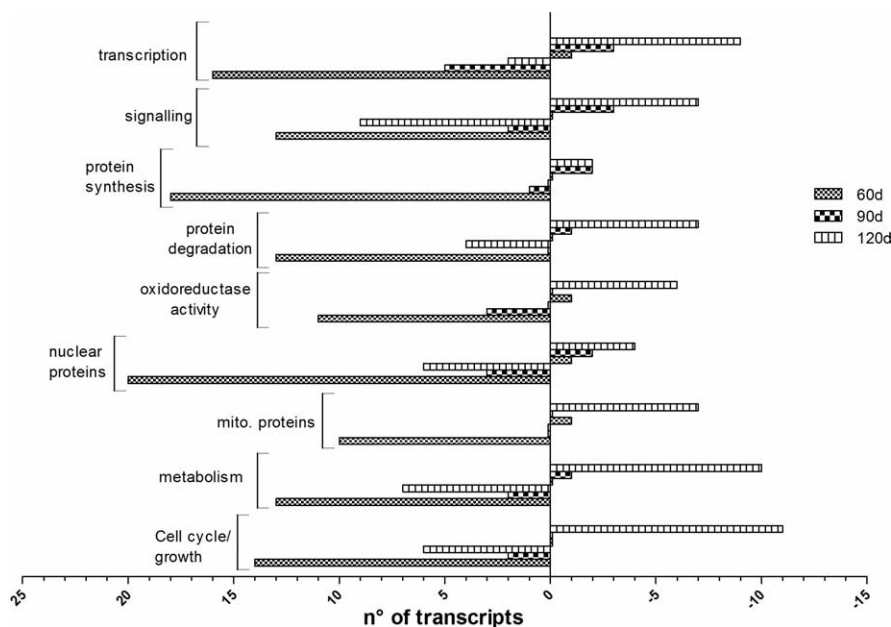 transcription
signalling
protein
synthesis
protein
degradation
oxidoreductase
activity
nuclear
proteins
mito. proteins
metabolism
Cell cycle/
growth
60d
90d
120d
25 20 15 10 5 0 -5 -10 -15
n° of transcripts